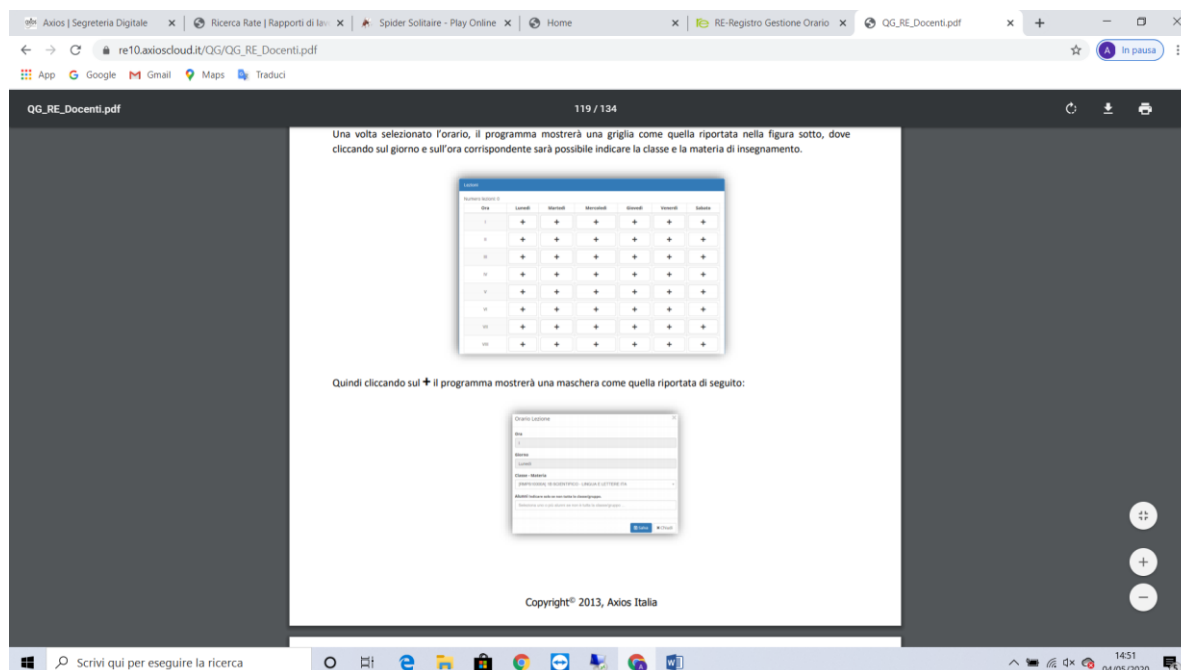 Axios | Segreteria Digitale
Ricerca Rate | Rapporti di lav
Spider Solitaire - Play Online
Home
RE-Registro Gestione Orario
QG_RE_Docenti.pdf
re10.axioscloud.it/QG/QG_RE_Docenti.pdf
A In pausa
App Google Gmail Maps Traduci
QG_RE_Docenti.pdf
119 / 134
Una volta selezionato l'orario, il programma mostrerà una griglia come quella riportata nella figura sotto, dove
cliccando sul giorno e sull'ora corrispondente sarà possibile indicare la classe e la materia di insegnamento.
Lezioni
Ora Lunedì Martedì Mercoledì Giovedì Venerdì Sabato
I + + + + + +
II + + + + + +
III + + + + + +
IV + + + + + +
V + + + + + +
VI + + + + + +
VII + + + + + +
VIII + + + + + +
Quindi cliccando sul + il programma mostrerà una maschera come quella riportata di seguito:
Orario Lezione
Ora
I
Giorno
Lunedì
Classe - Materia
Salva Chiudi
Copyright© 2013, Axios Italia
Scrivi qui per eseguire la ricerca
14:51
04/05/2020